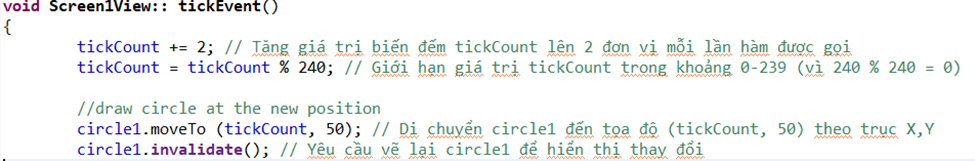 void Screen1View:: tickEvent()
{
tickCount += 2; // Tăng giá trị biến đếm tickCount lên 2 đơn vị mỗi lần hàm được gọi
tickCount = tickCount % 240; // Giới hạn giá trị tickCount trong khoảng 0-239 (vì 240 % 240 = 0)
//draw circle at the new position
circle1.moveTo (tickCount, 50); // Di chuyển circle1 đến tọa độ (tickCount, 50) theo trục X,Y
circle1.invalidate(); // Yêu cầu vẽ lại circle1 để hiển thị thay đổi